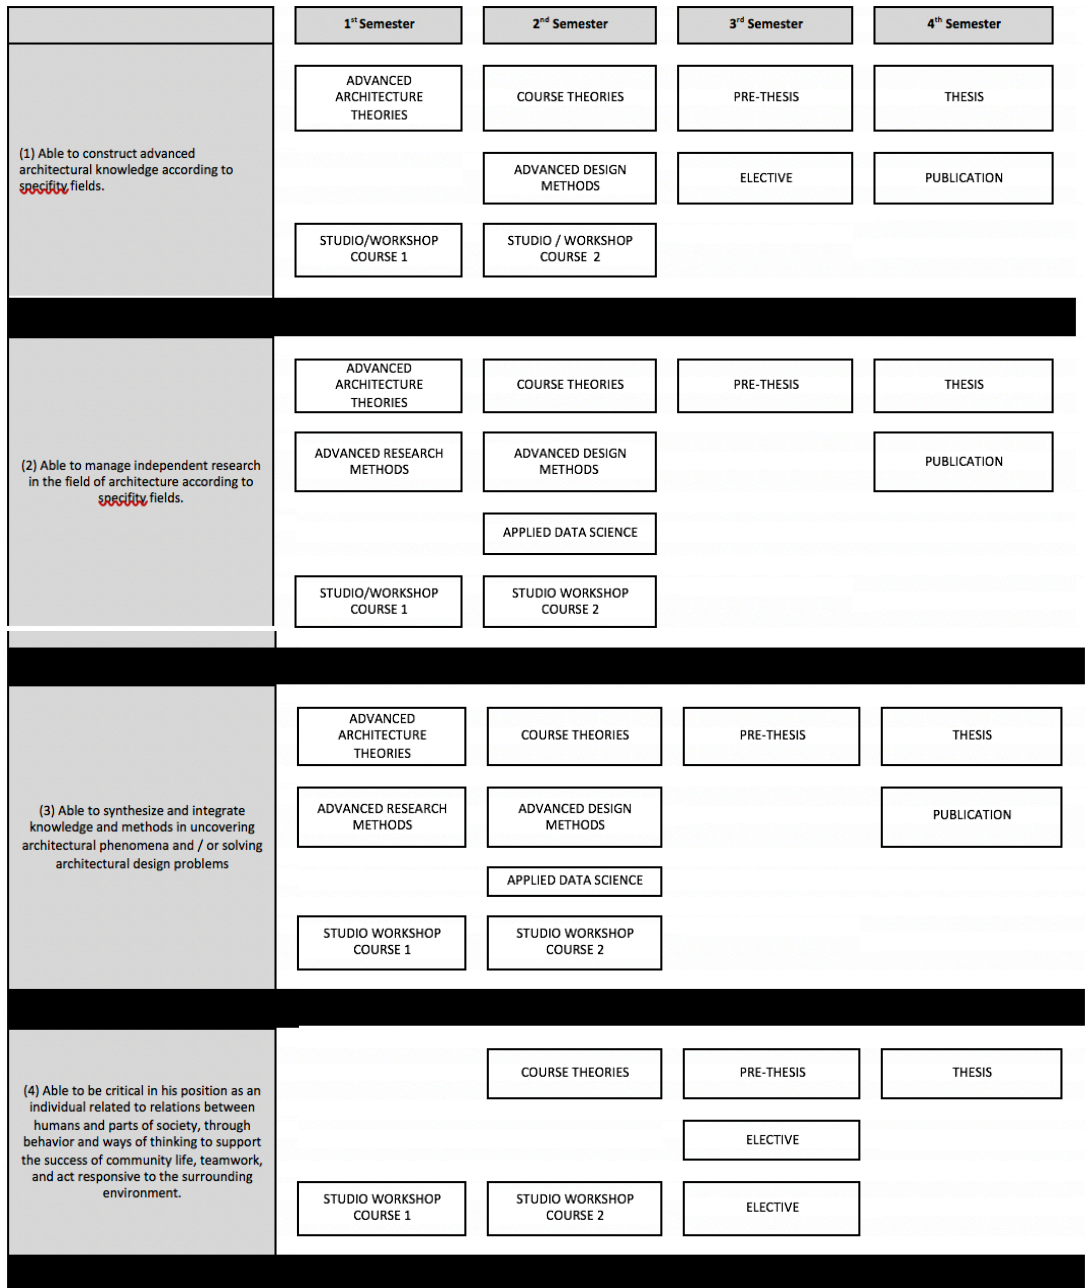 1st Semester
2nd Semester
3rd Semester
4th Semester
(1) Able to construct advanced
architectural knowledge according to
specifity fields.
ADVANCED
ARCHITECTURE
THEORIES
COURSE THEORIES
PRE-THESIS
THESIS
ADVANCED DESIGN
METHODS
ELECTIVE
PUBLICATION
STUDIO/WORKSHOP
COURSE 1
STUDIO / WORKSHOP
COURSE 2
(2) Able to manage independent research
in the field of architecture according to
specifity fields.
ADVANCED
ARCHITECTURE
THEORIES
COURSE THEORIES
PRE-THESIS
THESIS
ADVANCED RESEARCH
METHODS
ADVANCED DESIGN
METHODS
PUBLICATION
APPLIED DATA SCIENCE
STUDIO/WORKSHOP
COURSE 1
STUDIO WORKSHOP
COURSE 2
(3) Able to synthesize and integrate
knowledge and methods in uncovering
architectural phenomena and / or solving
architectural design problems
ADVANCED
ARCHITECTURE
THEORIES
COURSE THEORIES
PRE-THESIS
THESIS
ADVANCED RESEARCH
METHODS
ADVANCED DESIGN
METHODS
PUBLICATION
APPLIED DATA SCIENCE
STUDIO WORKSHOP
COURSE 1
STUDIO WORKSHOP
COURSE 2
(4) Able to be critical in his position as an
individual related to relations between
humans and parts of society, through
behavior and ways of thinking to support
the success of community life, teamwork,
and act responsive to the surrounding
environment.
COURSE THEORIES
PRE-THESIS
THESIS
ELECTIVE
STUDIO WORKSHOP
COURSE 1
STUDIO WORKSHOP
COURSE 2
ELECTIVE